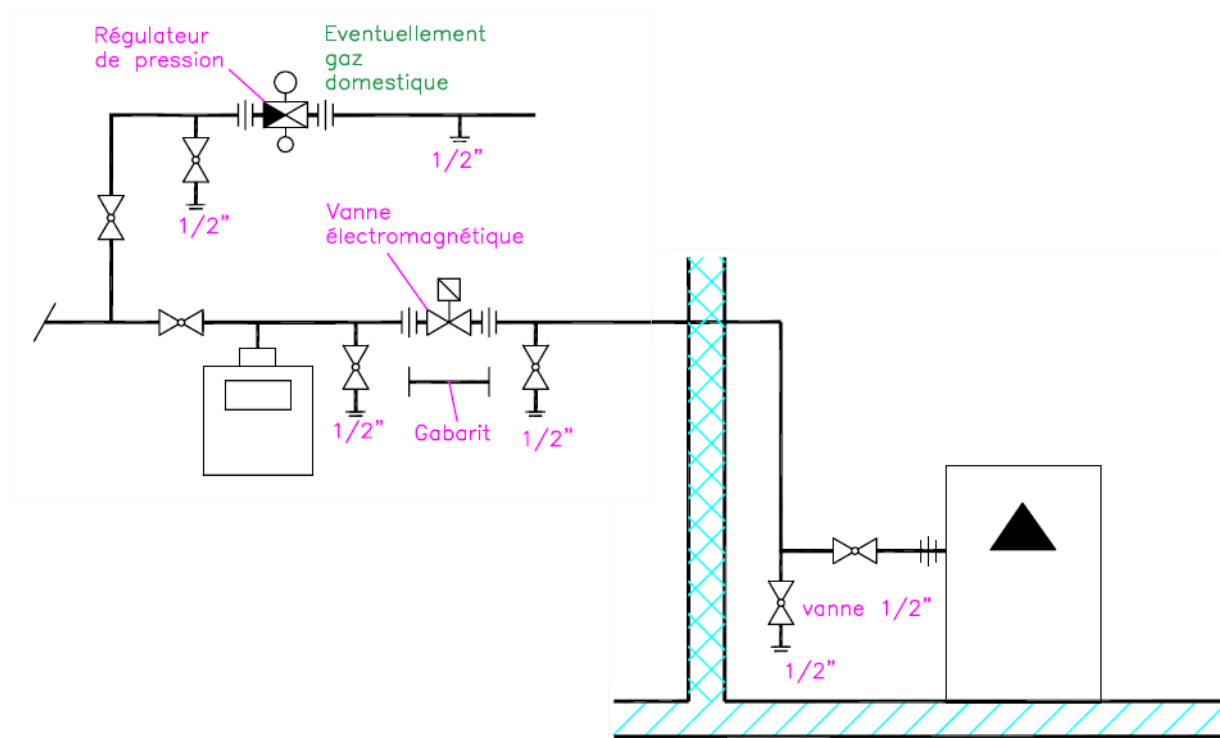 Régulateur
de pression
Eventuellement
gaz
domestique
1/2"
1/2"
Vanne
électromagnétique
1/2"
Gabarit
1/2"
vanne 1/2"
1/2"